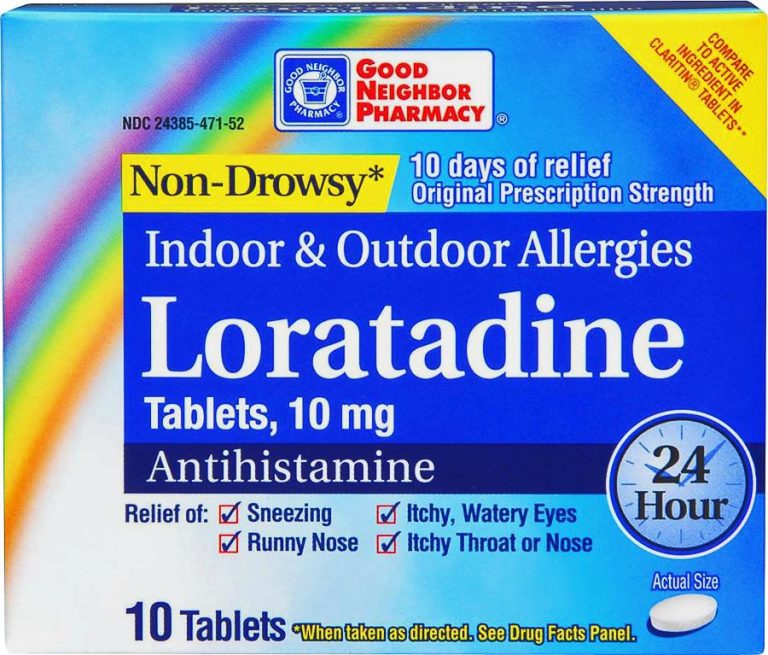 COMPARE
TO ACTIVE
INGREDIENT IN
CLARITIN® TABLETS**
GOOD NEIGHBOR
PHARMACY
®
GOOD
NEIGHBOR
PHARMACY®
NDC 24385-471-52
Non-Drowsy*
10 days of relief
Original Prescription Strength
Indoor & Outdoor Allergies
Loratadine
Tablets, 10 mg
Antihistamine
24
Hour
Relief of: ☑ Sneezing ☑ Itchy, Watery Eyes
☑ Runny Nose ☑ Itchy Throat or Nose
Actual Size
10 Tablets *When taken as directed. See Drug Facts Panel.